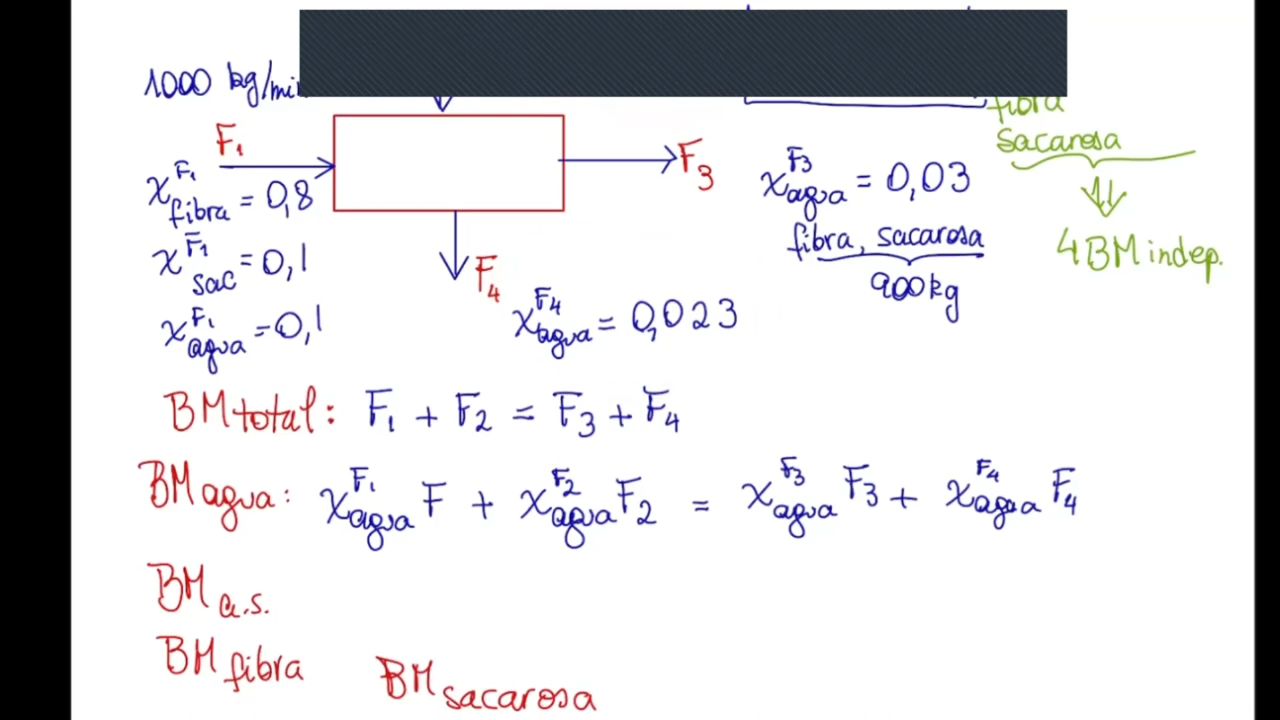 1000 kg/min
fibra
F₁
F₃
Sacarosa
x^F₁ fibra = 0,8
x^F₃ agua = 0,03
fibra, sacarosa
4 BM indep.
x^F₁ sac = 0,1
F₄
900 kg
x^F₁ agua = 0,1
x^F₄ agua = 0,023
BM total: F₁ + F₂ = F₃ + F₄
BM agua: x^F₁ agua F + x^F₂ agua F₂ = x^F₃ agua F₃ + x^F₄ agua F₄
BM a.s.
BM fibra
BM sacarosa